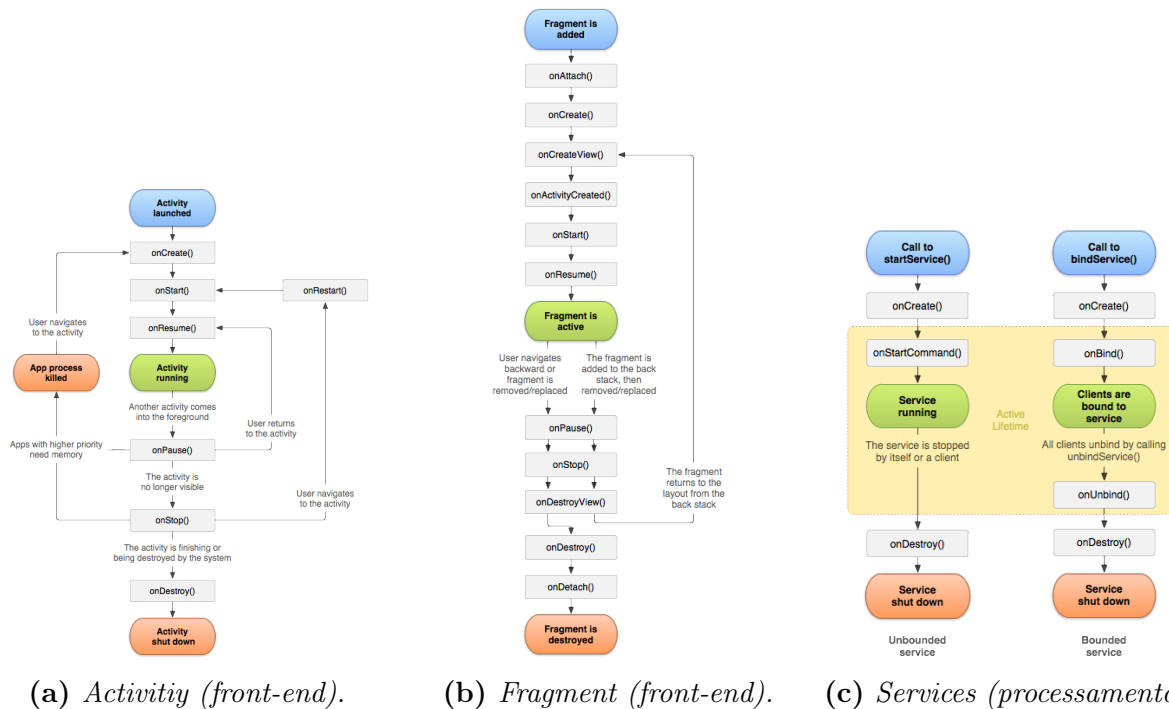 Activity
launched
onCreate()
onStart()
onRestart()
User navigates
to the activity
onResume()
App process
killed
Activity
running
Another activity comes
into the foreground
User returns
to the activity
Apps with higher priority
need memory
onPause()
The activity is
no longer visible
User navigates
to the activity
onStop()
The activity is finishing or
being destroyed by the system
onDestroy()
Activity
shut down
(a) Activitiy (front-end).
Fragment is
added
onAttach()
onCreate()
onCreateView()
onActivityCreated()
onStart()
onResume()
Fragment is
active
User navigates
backward or
fragment is
removed/replaced
The fragment is
added to the back
stack, then
removed/replaced
onPause()
onStop()
The fragment
returns to the
layout from the
back stack
onDestroyView()
onDestroy()
onDetach()
Fragment is
destroyed
(b) Fragment (front-end).
Call to
startService()
onCreate()
onStartCommand()
Service
running
The service is stopped
by itself or a client
onDestroy()
Service
shut down
Unbounded
service
Active
Lifetime
Call to
bindService()
onCreate()
onBind()
Clients are
bound to
service
All clients unbind by calling
unbindService()
onUnbind()
onDestroy()
Service
shut down
Bounded
service
(c) Services (processamento